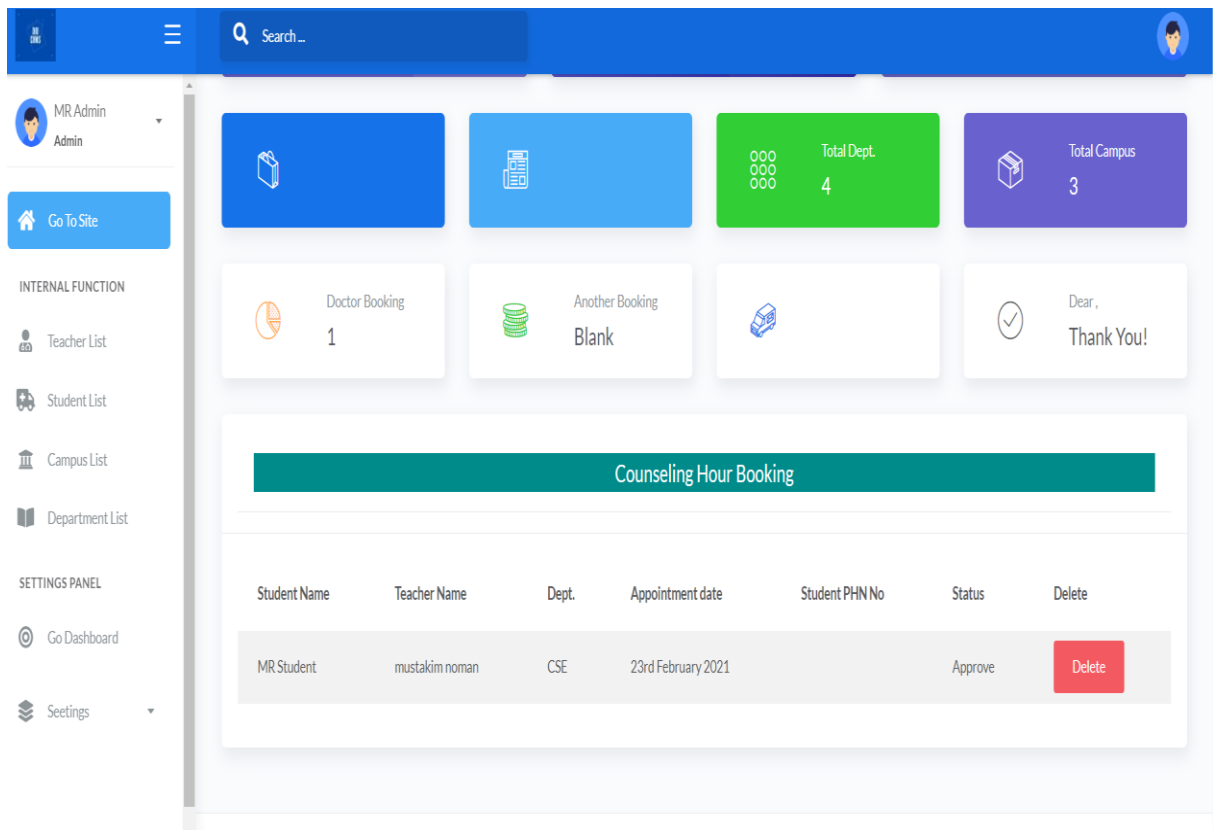 Search ...
MR Admin
Admin
Go To Site
INTERNAL FUNCTION
Teacher List
Student List
Campus List
Department List
SETTINGS PANEL
Go Dashboard
Seetings
Total Dept.
4
Total Campus
3
Doctor Booking
1
Another Booking
Blank
Dear ,
Thank You!
Counseling Hour Booking
Student Name Teacher Name Dept. Appointment date Student PHN No Status Delete
MR Student mustakim noman CSE 23rd February 2021 Approve Delete